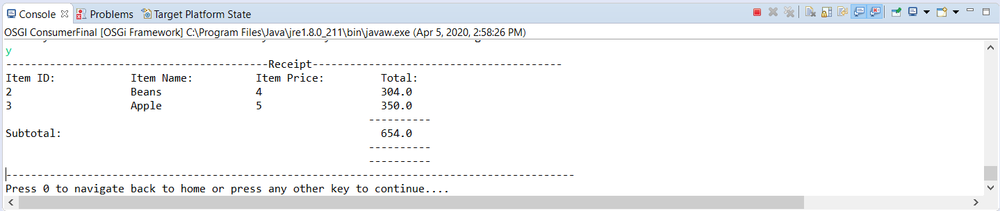 Console Problems Target Platform State
OSGI ConsumerFinal [OSGi Framework] C:\Program Files\Java\jre1.8.0_211\bin\javaw.exe (Apr 5, 2020, 2:58:26 PM)
y
------------------------------------------Receipt----------------------------------------
Item ID: Item Name: Item Price: Total:
2 Beans 4 304.0
3 Apple 5 350.0
----------
Subtotal: 654.0
----------
----------
-------------------------------------------------------------------------------------------
Press 0 to navigate back to home or press any other key to continue....